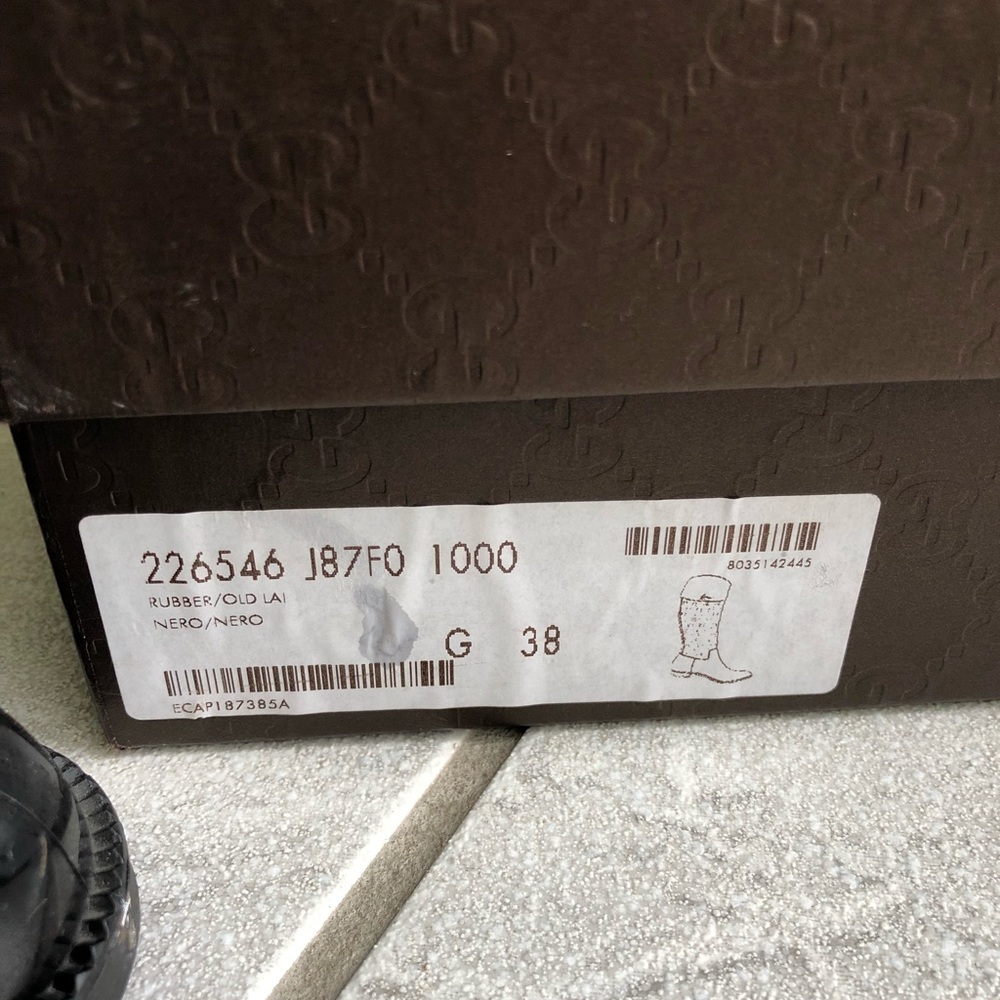 226546 J87F0 1000
8035142445
RUBBER/OLD LAI
NERO/NERO
G 38
ECAP187385A